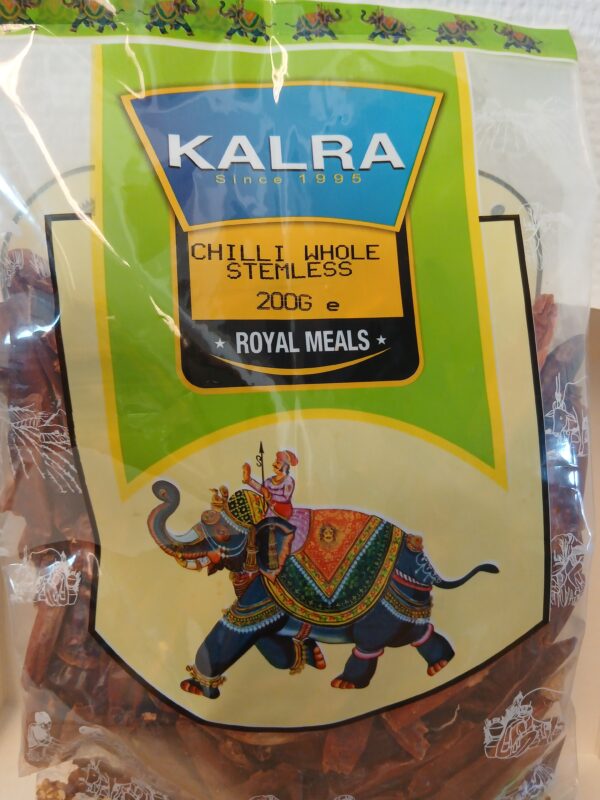 KALRA
Since 1995
CHILLI WHOLE
STEMLESS
200G e
ROYAL MEALS